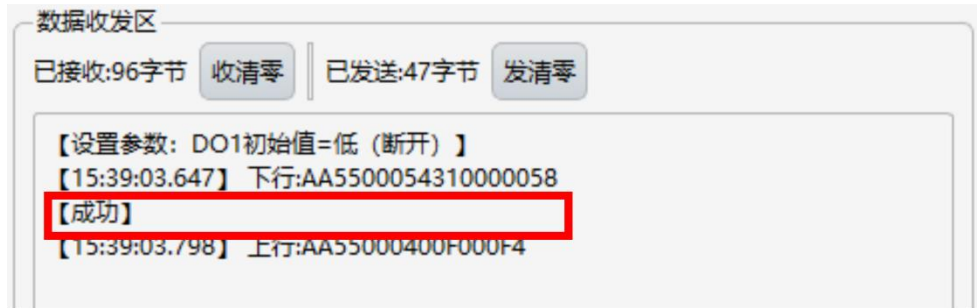 数据收发区
已接收:96字节 收清零 已发送:47字节 发清零
【设置参数：DO1初始值=低（断开）】
【15:39:03.647】 下行:AA5500054310000058
【成功】
【15:39:03.798】 上行:AA55000400F000F4